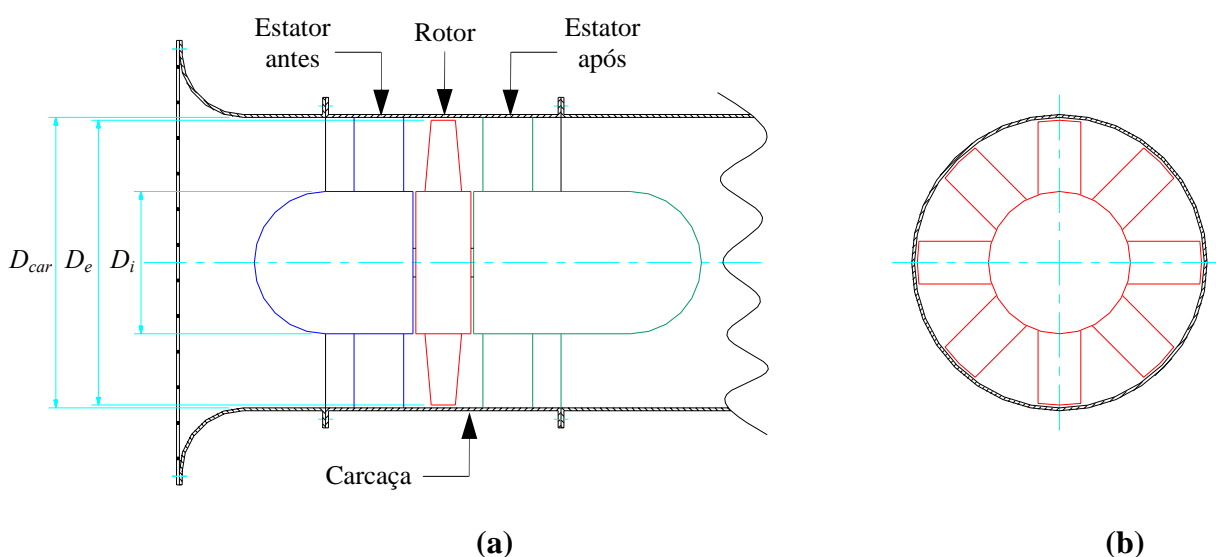 Estator
antes
Rotor
Estator
após
D_car D_e D_i
Carcaça
(a)
(b)